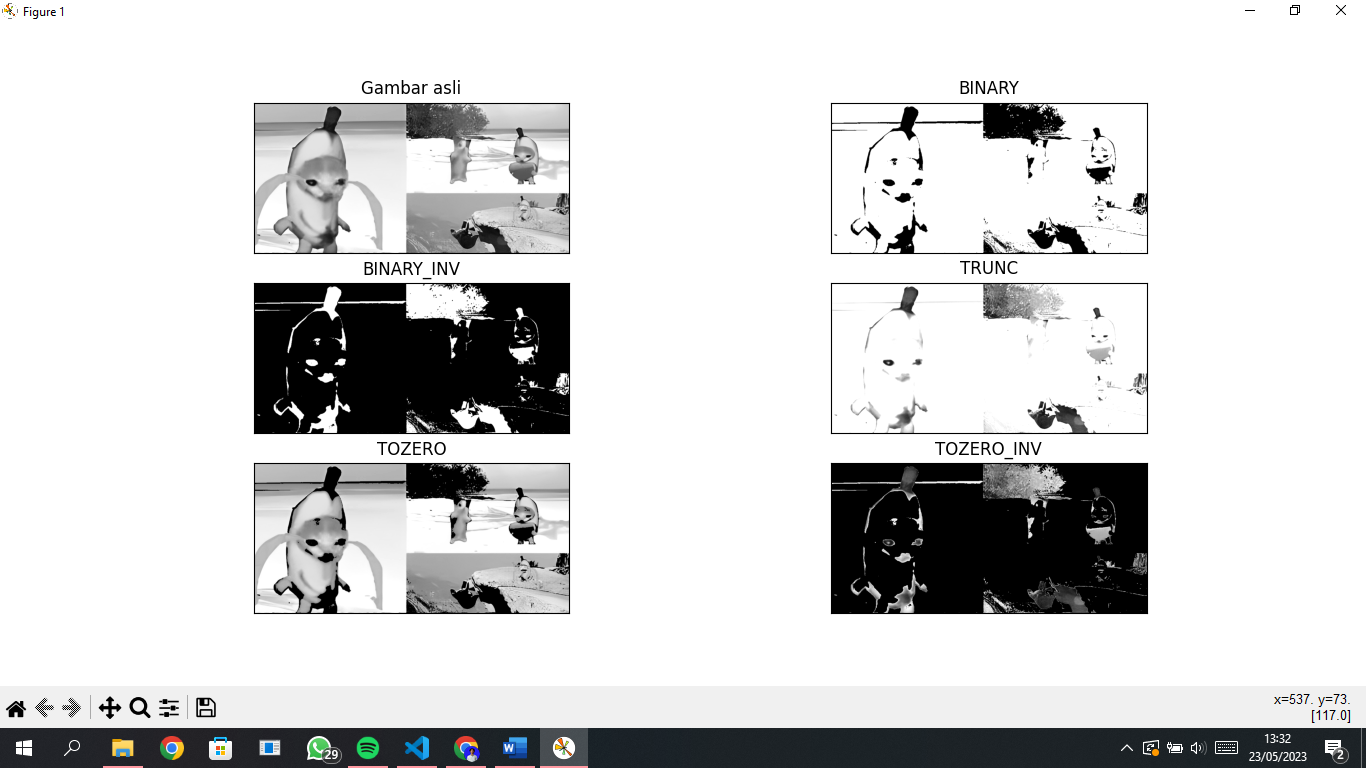 Figure 1
Gambar asli
BINARY
BINARY_INV
TRUNC
TOZERO
TOZERO_INV
x=537. y=73.
[117.0]
29
W
13:32
23/05/2023
2